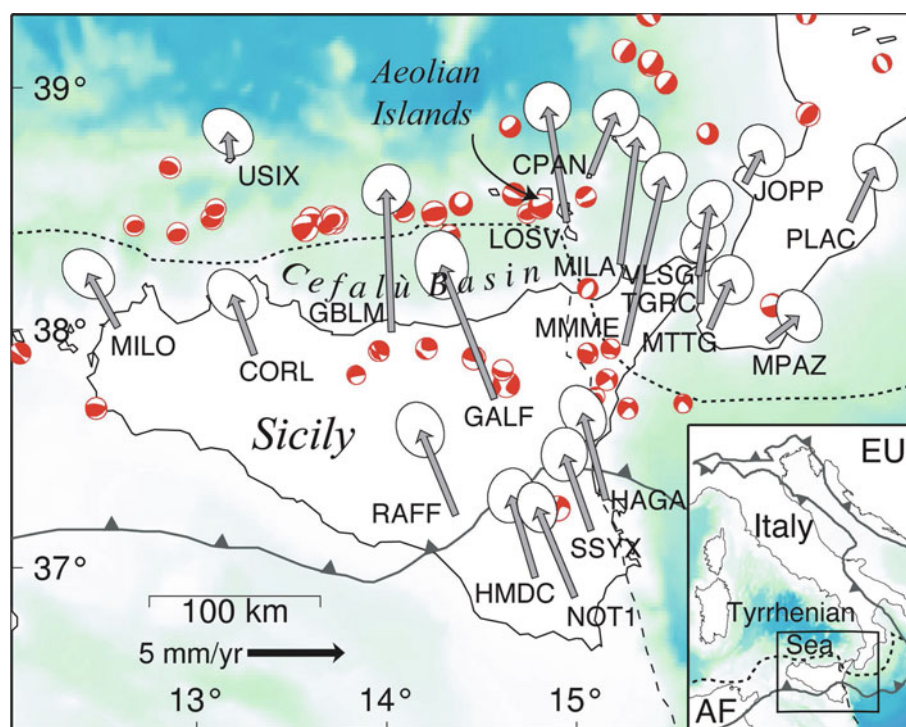 39°
Aeolian
Islands
CPAN
USIX
JOPP
PLAC
LOSV
Cefalù Basin
MILA
VLSG
TGRC
GBLM
38°
MILO
MMME
MTTG
MPAZ
CORL
Sicily
GALF
RAFF
HAGA
SSYX
HMDC
NOT1
37°
100 km
5 mm/yr
13°
14°
15°
EU
Italy
Tyrrhenian
Sea
AF